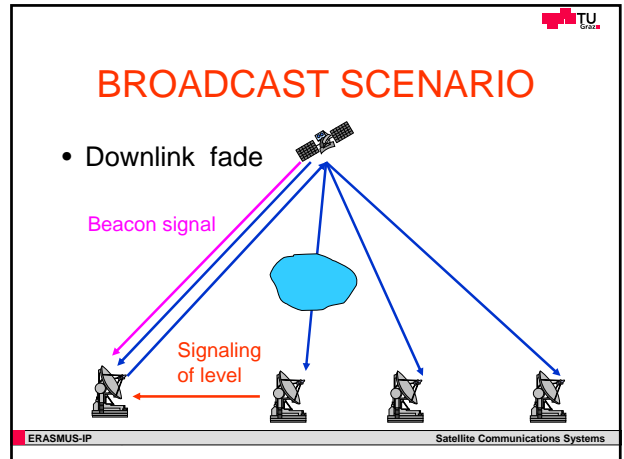 TU
Graz
BROADCAST SCENARIO
• Downlink fade
Beacon signal
Signaling
of level
ERASMUS-IP
Satellite Communications Systems